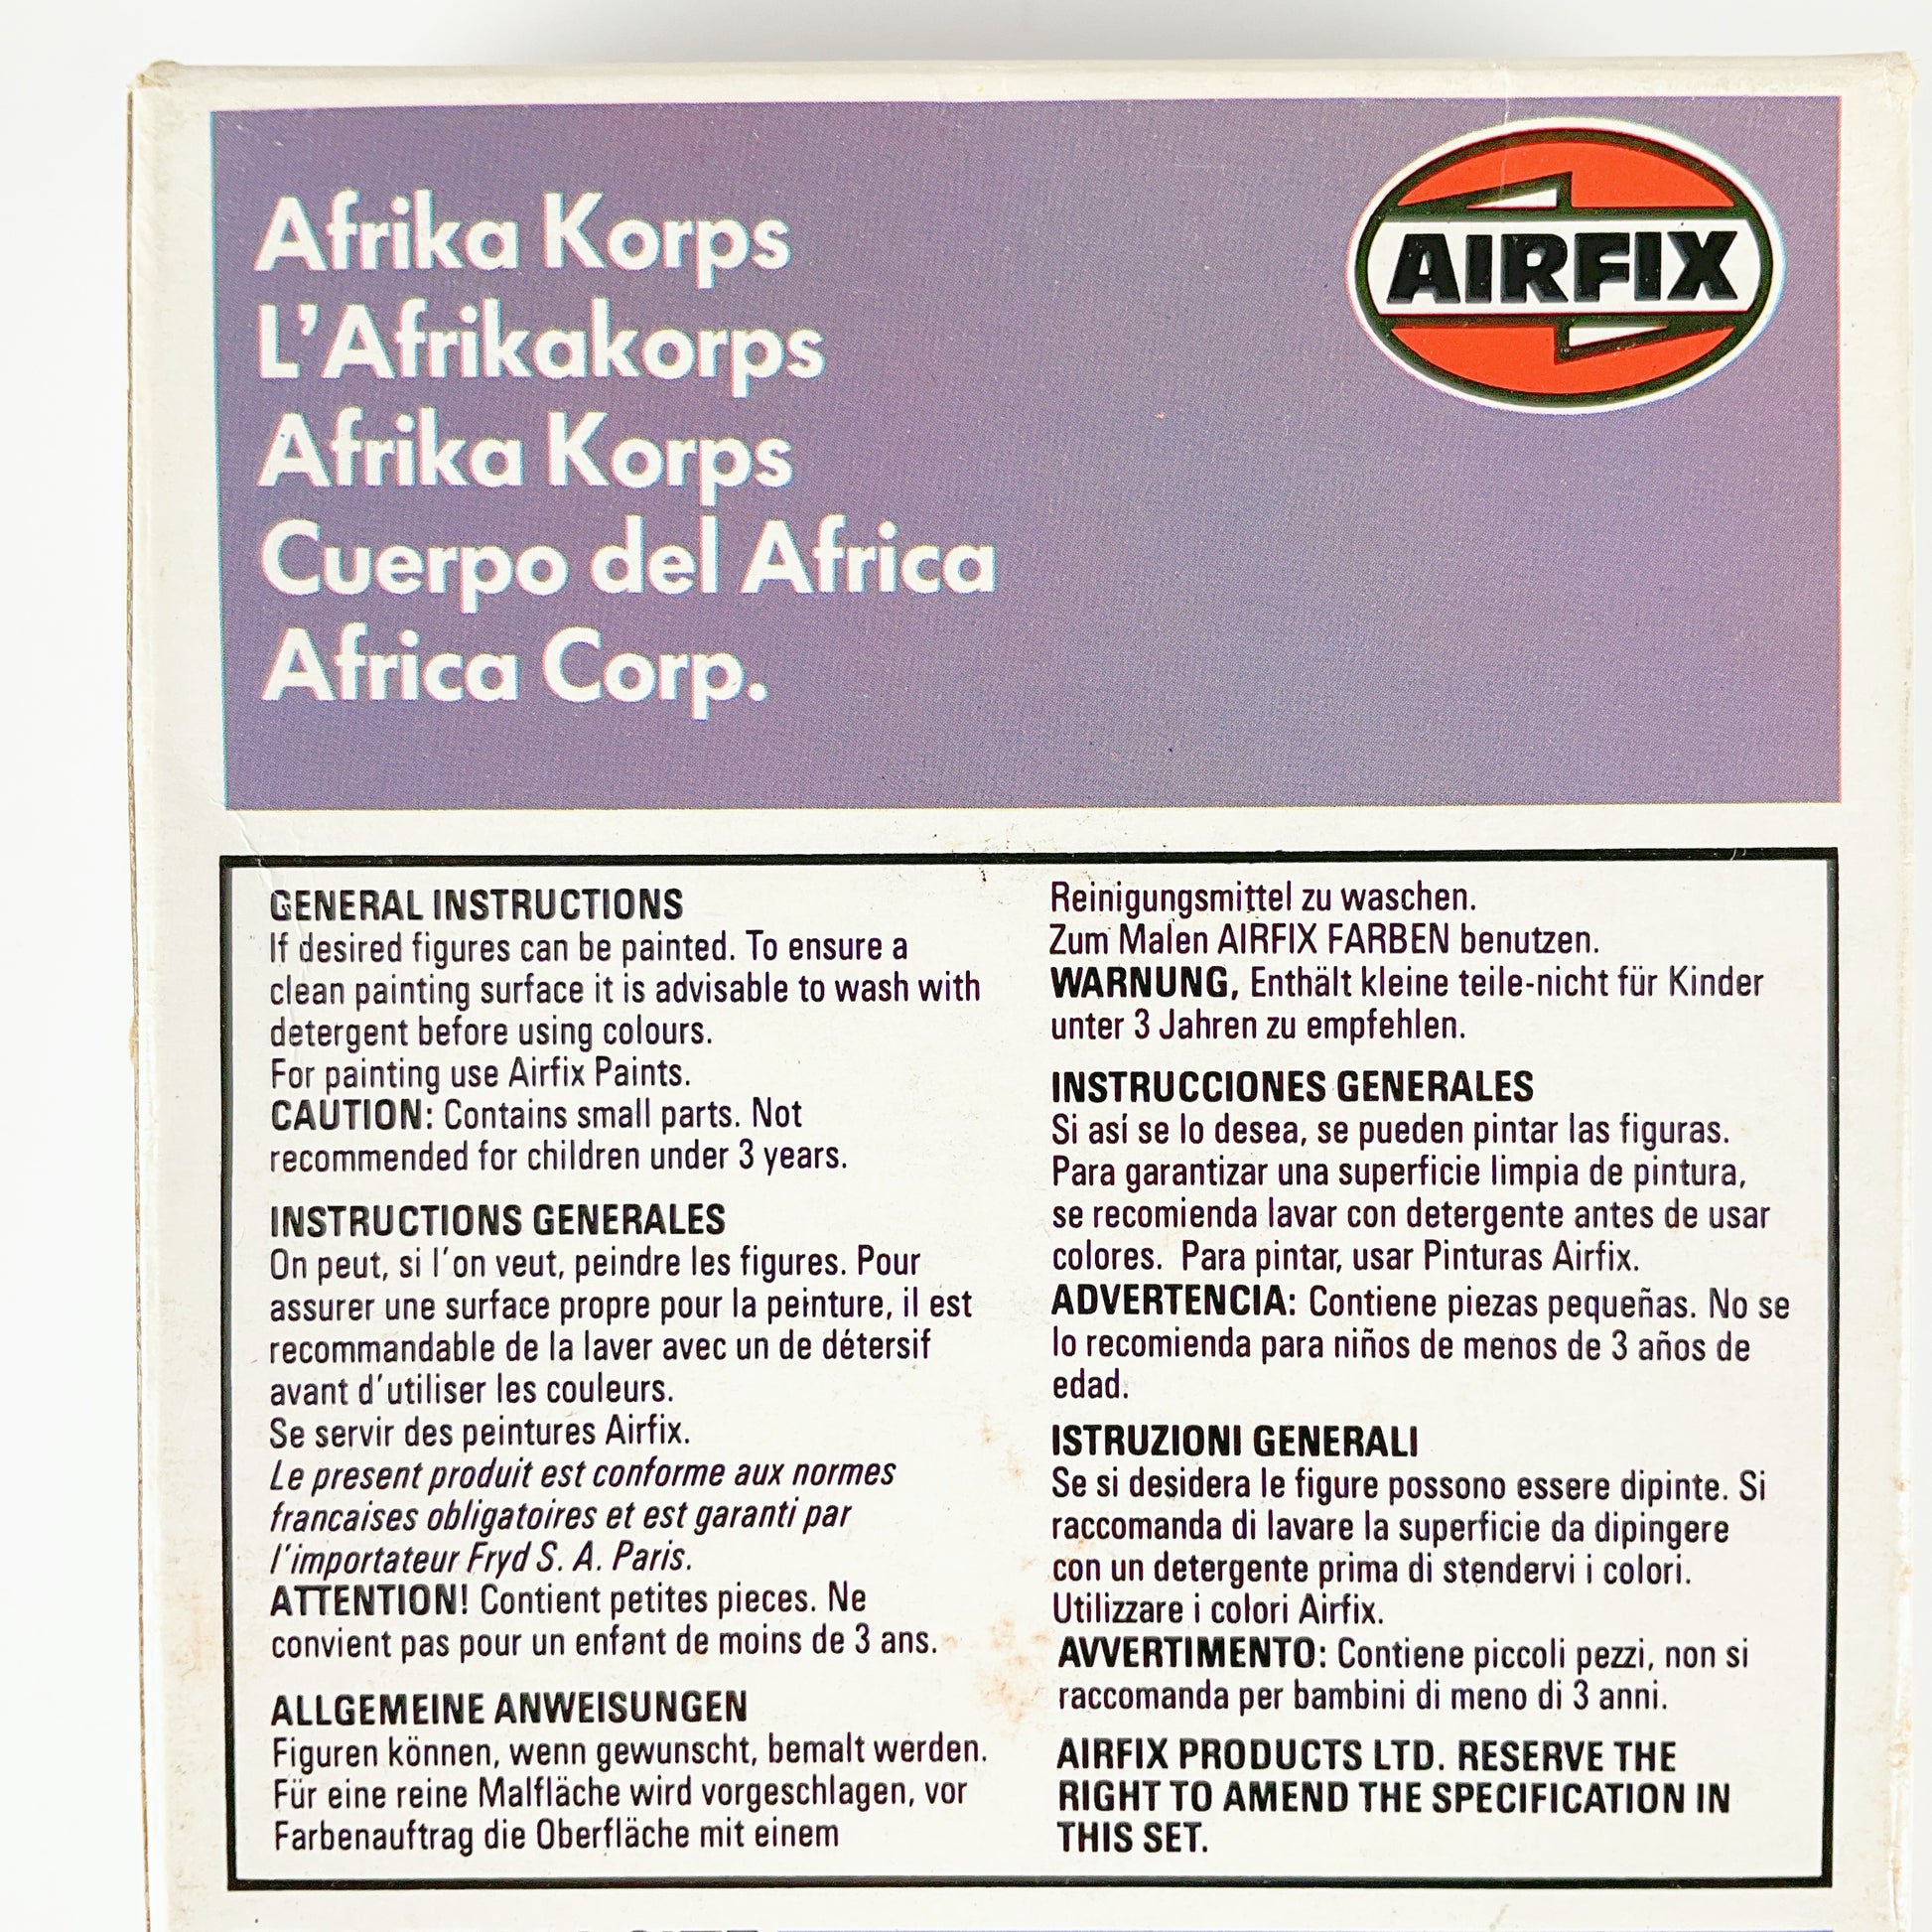 Afrika Korps
L'Afrikakorps
Afrika Korps
Cuerpo del Africa
Africa Corp.
AIRFIX
GENERAL INSTRUCTIONS
If desired figures can be painted. To ensure a
clean painting surface it is advisable to wash with
detergent before using colours.
For painting use Airfix Paints.
CAUTION: Contains small parts. Not
recommended for children under 3 years.
INSTRUCTIONS GENERALES
On peut, si l'on veut, peindre les figures. Pour
assurer une surface propre pour la peinture, il est
recommandable de la laver avec un de détersif
avant d'utiliser les couleurs.
Se servir des peintures Airfix.
Le present produit est conforme aux normes
francaises obligatoires et est garanti par
l'importateur Fryd S. A. Paris.
ATTENTION! Contient petites pieces. Ne
convient pas pour un enfant de moins de 3 ans.
ALLGEMEINE ANWEISUNGEN
Figuren können, wenn gewunscht, bemalt werden.
Für eine reine Malfläche wird vorgeschlagen, vor
Farbenauftrag die Oberfläche mit einem
Reinigungsmittel zu waschen.
Zum Malen AIRFIX FARBEN benutzen.
WARNUNG, Enthält kleine teile-nicht für Kinder
unter 3 Jahren zu empfehlen.
INSTRUCCIONES GENERALES
Si así se lo desea, se pueden pintar las figuras.
Para garantizar una superficie limpia de pintura,
se recomienda lavar con detergente antes de usar
colores. Para pintar, usar Pinturas Airfix.
ADVERTENCIA: Contiene piezas pequeñas. No se
lo recomienda para niños de menos de 3 años de
edad.
ISTRUZIONI GENERALI
Se si desidera le figure possono essere dipinte. Si
raccomanda di lavare la superficie da dipingere
con un detergente prima di stendervi i colori.
Utilizzare i colori Airfix.
AVVERTIMENTO: Contiene piccoli pezzi, non si
raccomanda per bambini di meno di 3 anni.
AIRFIX PRODUCTS LTD. RESERVE THE
RIGHT TO AMEND THE SPECIFICATION IN
THIS SET.